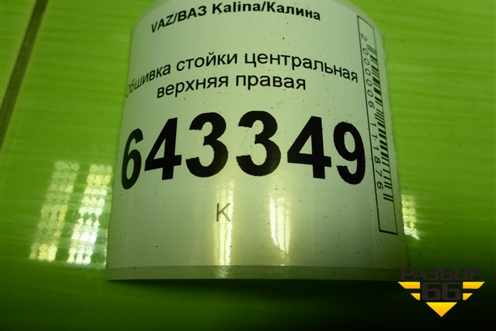 VAZ/ВАЗ Kalina/Калина
Обшивка стойки центральная
верхняя правая
643349
К
РАЗБОР
66